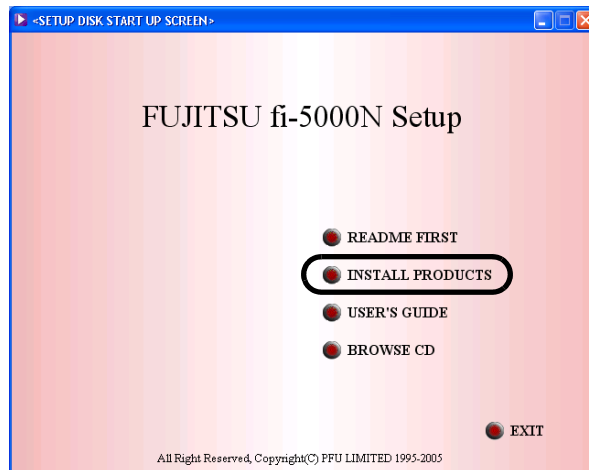 <SETUP DISK START UP SCREEN>
FUJITSU fi-5000N Setup
README FIRST
INSTALL PRODUCTS
USER'S GUIDE
BROWSE CD
EXIT
All Right Reserved, Copyright(C) PFU LIMITED 1995-2005